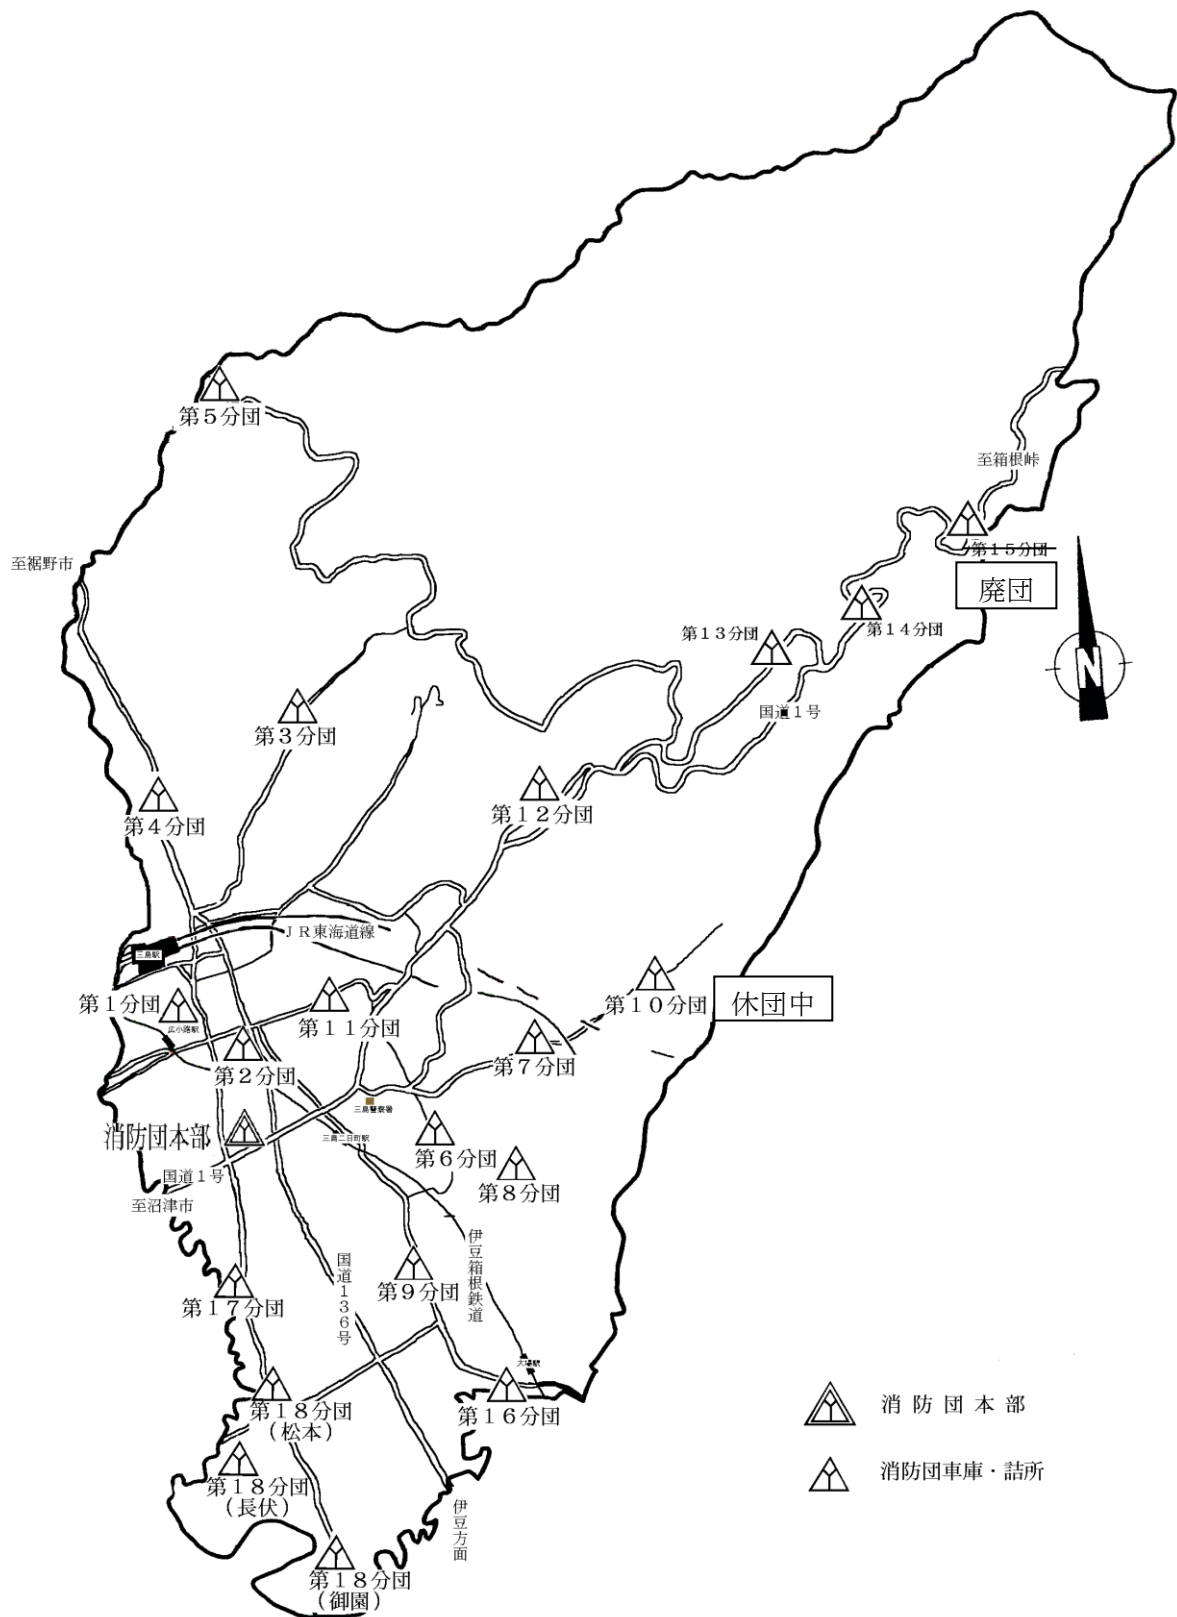 第５分団
至箱根峠
第１５分団
廃団
至裾野市
第１４分団
第１３分団
N
国道１号
第３分団
第１２分団
第４分団
ＪＲ東海道線
三島駅
第１分団
広小路駅
第１１分団
第１０分団
休団中
第２分団
第７分団
三島警察署
消防団本部
三島二日町駅
第６分団
第８分団
国道１号
至沼津市
伊豆箱根鉄道
国道１３６号
第９分団
第１７分団
大場駅
第１６分団
第１８分団
（松本）
第１８分団
（長伏）
伊豆方面
第１８分団
（御園）
消防団本部
消防団車庫・詰所